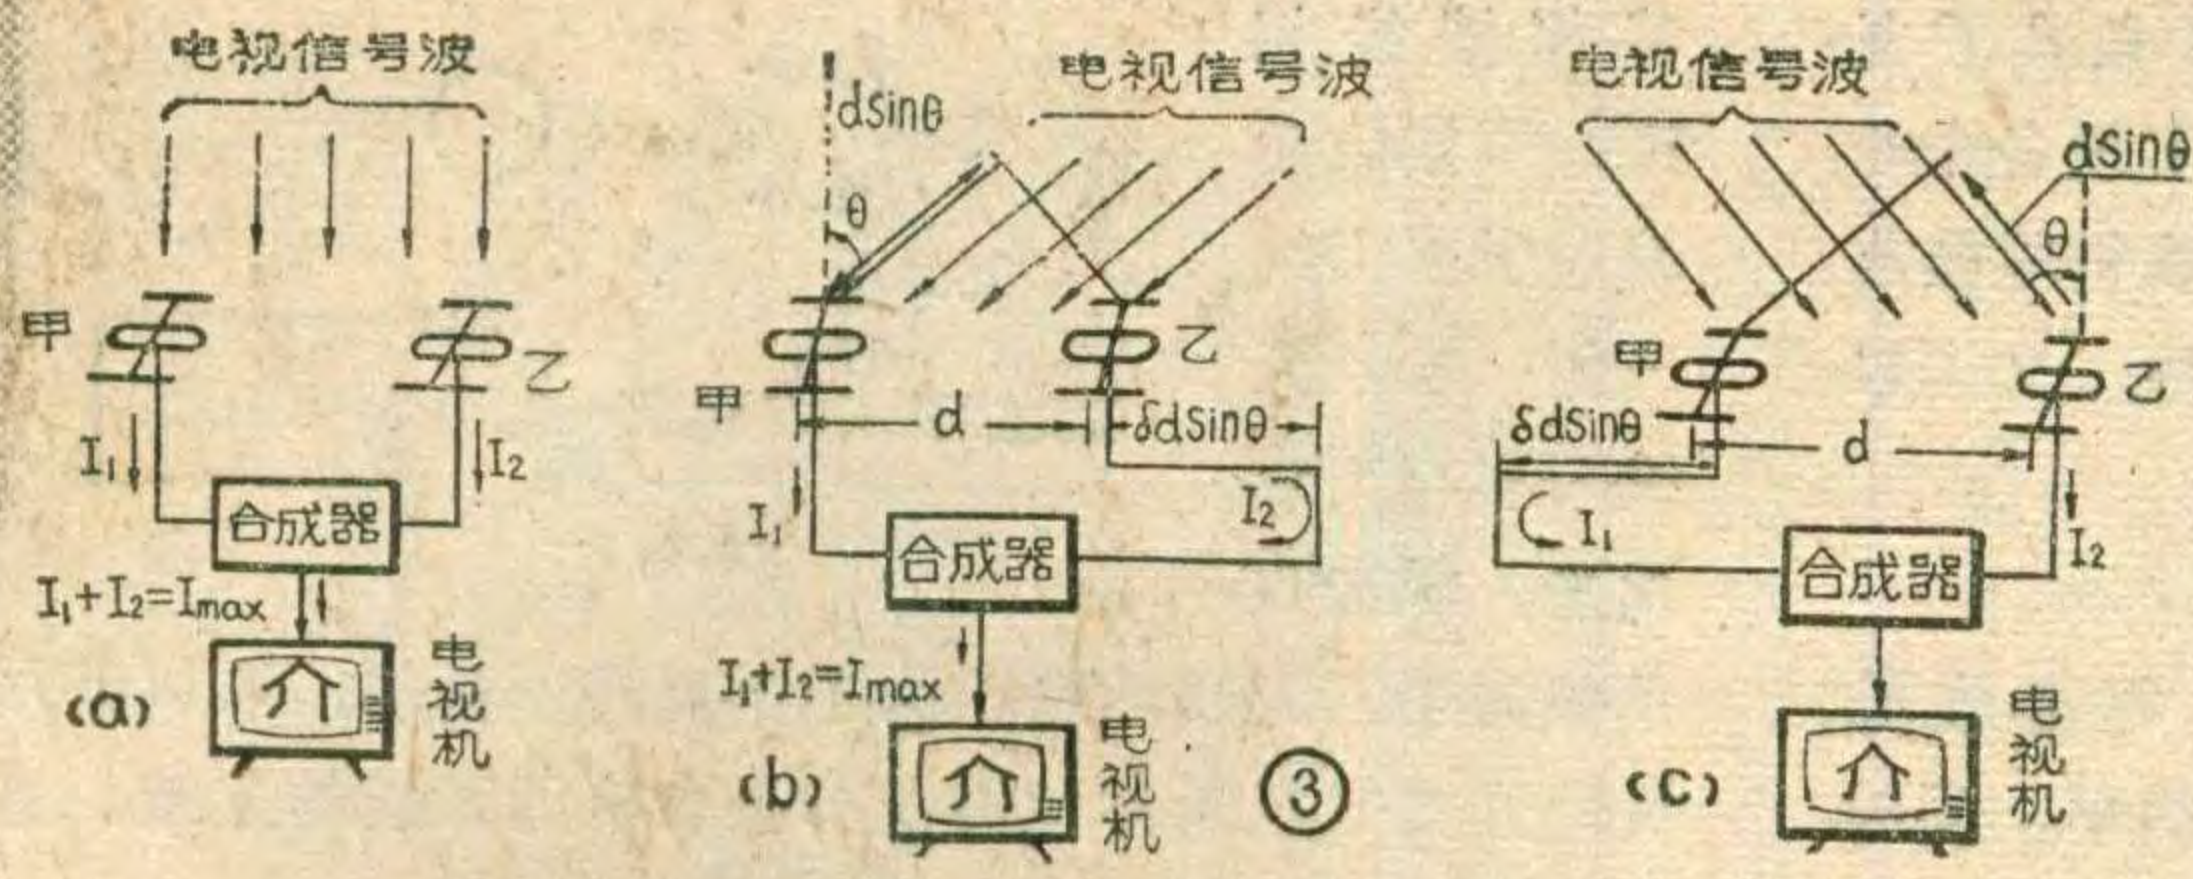 电视信号波
甲
乙
I₁
I₂
合成器
I₁+I₂=Imax
电视机
(a)
电视信号波
dsinθ
θ
甲
乙
d
δdsinθ
I₁
I₂
合成器
I₁+I₂=Imax
电视机
(b)
③
电视信号波
dsinθ
θ
甲
乙
δdsinθ
d
I₁
I₂
合成器
电视机
(c)